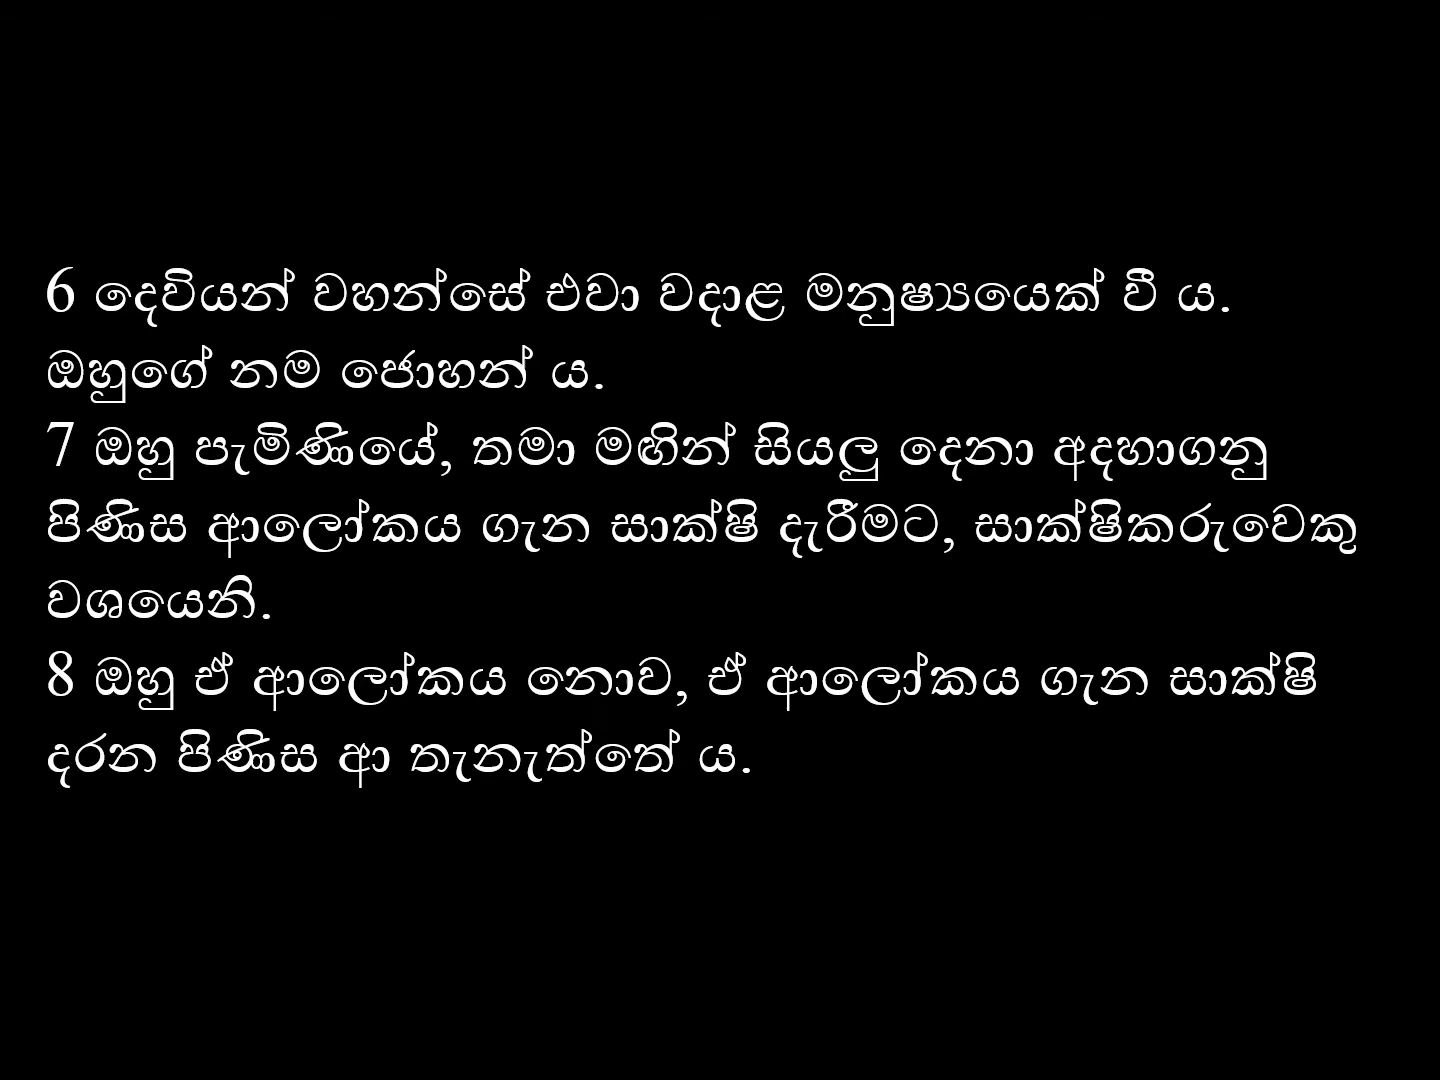 6 දෙවියන් වහන්සේ එවා වදාළ මනුෂ්‍යයෙක් වී ය.
ඔහුගේ නම ජොහන් ය.
7 ඔහු පැමිණියේ, තමා මඟින් සියලු දෙනා අදහාගනු
පිණිස ආලෝකය ගැන සාක්ෂි දැරීමට, සාක්ෂිකරුවෙකු
වශයෙනි.
8 ඔහු ඒ ආලෝකය නොව, ඒ ආලෝකය ගැන සාක්ෂි
දරන පිණිස ආ තැනැත්තේ ය.